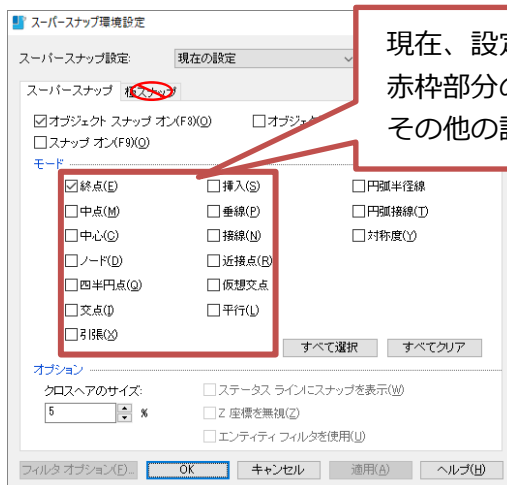 スーパースナップ環境設定
スーパースナップ設定: 現在の設定
スーパースナップ 極スナップ
オブジェクト スナップ オン(F3)(O) オブジェクト
スナップ オン(F9)(O)
モード
終点(E) 挿入(S) 円弧半径線
中点(M) 垂線(P) 円弧接線(T)
中心(C) 接線(N) 対称度(Y)
ノード(D) 近接点(R)
四半円点(Q) 仮想交点
交点(I) 平行(L)
引張(X)
すべて選択 すべてクリア
オプション
クロスヘアのサイズ: ステータス ラインにスナップを表示(W)
5 % Z 座標を無視(Z)
エンティティ フィルタを使用(U)
フィルタ オプション(F)... OK キャンセル 適用(A) ヘルプ(H)
現在、設定
赤枠部分の
その他の